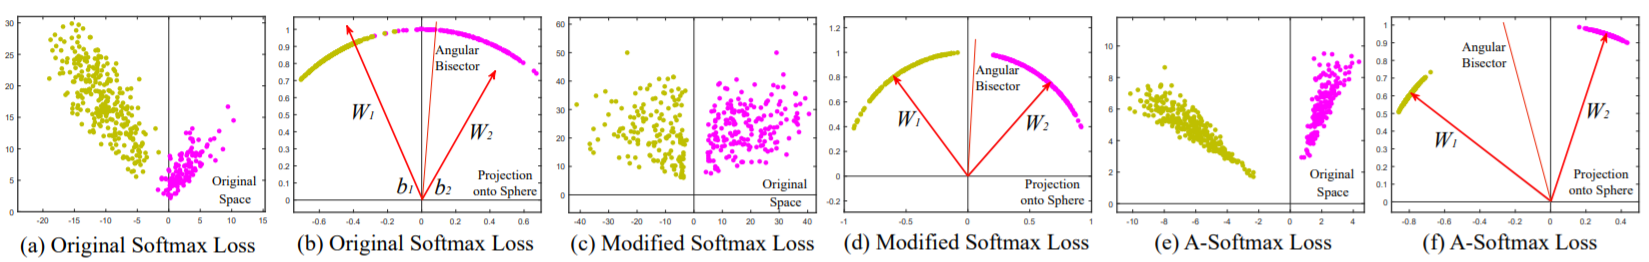 30
25
20
15
10
5
0
-20
-15
-10
-5
0
5
10
15
Original
Space
(a) Original Softmax Loss
1
0.9
0.8
0.7
0.6
0.5
0.4
0.3
0.2
0.1
0
-0.6
-0.4
-0.2
0
0.2
0.4
0.6
Angular
Bisector
W1
W2
b1
b2
Projection
onto Sphere
(b) Original Softmax Loss
60
50
40
30
20
10
0
-40
-30
-20
-10
0
10
20
30
40
Original
Space
(c) Modified Softmax Loss
1.2
1
0.8
0.6
0.4
0.2
0
-0.2
-1
-0.5
0
0.5
1
Angular
Bisector
W1
W2
Projection
onto Sphere
(d) Modified Softmax Loss
10
8
6
4
2
0
-10
-8
-6
-4
-2
0
2
4
Original
Space
(e) A-Softmax Loss
1
0.9
0.8
0.7
0.6
0.5
0.4
0.3
0.2
0.1
0
-0.8
-0.6
-0.4
-0.2
0
0.2
0.4
Angular
Bisector
W1
W2
Projection
onto Sphere
(f) A-Softmax Loss